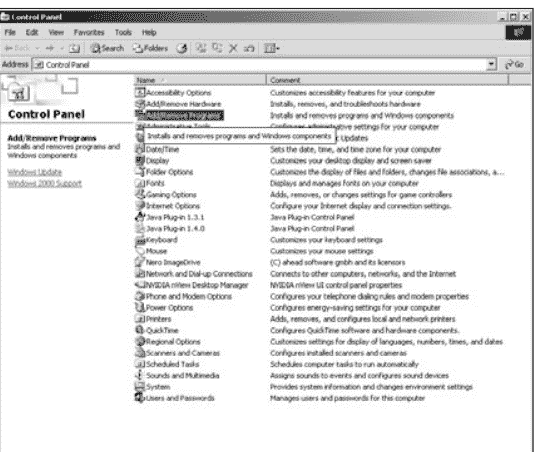 Control Panel
File Edit View Favorites Tools Help
Back Search Folders
Address Control Panel Go
Control Panel
Add/Remove Programs
Installs and removes programs and
Windows components
Windows Update
Windows 2000 Support
Name Comment
Accessibility Options Customizes accessibility features for your computer
Add/Remove Hardware Installs, removes, and troubleshoots hardware
Add/Remove Programs Installs and removes programs and Windows components
Administrative Tools Configures administrative settings for your computer
Installs and removes programs and Windows components Updates
Date/Time Sets the date, time, and time zone for your computer
Display Customizes your desktop display and screen saver
Folder Options Customizes the display of files and folders, changes file associations, a...
Fonts Displays and manages fonts on your computer
Gaming Options Adds, removes, or changes settings for game controllers
Internet Options Configure your Internet display and connection settings.
Java Plug-in 1.3.1 Java Plug-in Control Panel
Java Plug-in 1.4.0 Java Plug-in Control Panel
Keyboard Customizes your keyboard settings
Mouse Customizes your mouse settings
Nero ImageDrive (C) ahead software gmbh and its licensors
Network and Dial-up Connections Connects to other computers, networks, and the Internet
NVIDIA nView Desktop Manager NVIDIA nView UI control panel properties
Phone and Modem Options Configures your telephone dialing rules and modem properties
Power Options Configures energy-saving settings for your computer
Printers Adds, removes, and configures local and network printers
QuickTime Configures QuickTime software and hardware components.
Regional Options Customizes settings for display of languages, numbers, times, and dates
Scanners and Cameras Configures installed scanners and cameras
Scheduled Tasks Schedules computer tasks to run automatically
Sounds and Multimedia Assigns sounds to events and configures sound devices
System Provides system information and changes environment settings
Users and Passwords Manages users and passwords for this computer